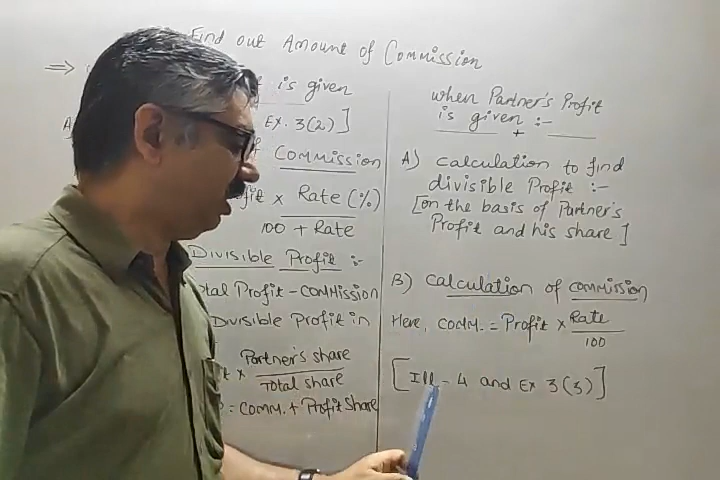 Find out Amount of Commission
⇒
is given
Ex. 3(2) ]
Commission
Profit × Rate (%)
100 + Rate
Divisible Profit :-
Total Profit - Commission
Divisible Profit in
× Partner's share
Total share
= Comm. + Profit share
when Partner's Profit
is given :-
+
A) Calculation to find
divisible Profit :-
[on the basis of Partner's
Profit and his share]
B) Calculation of commission
Here, comm. = Profit × Rate
100
[Ill - 4 and Ex 3(3)]